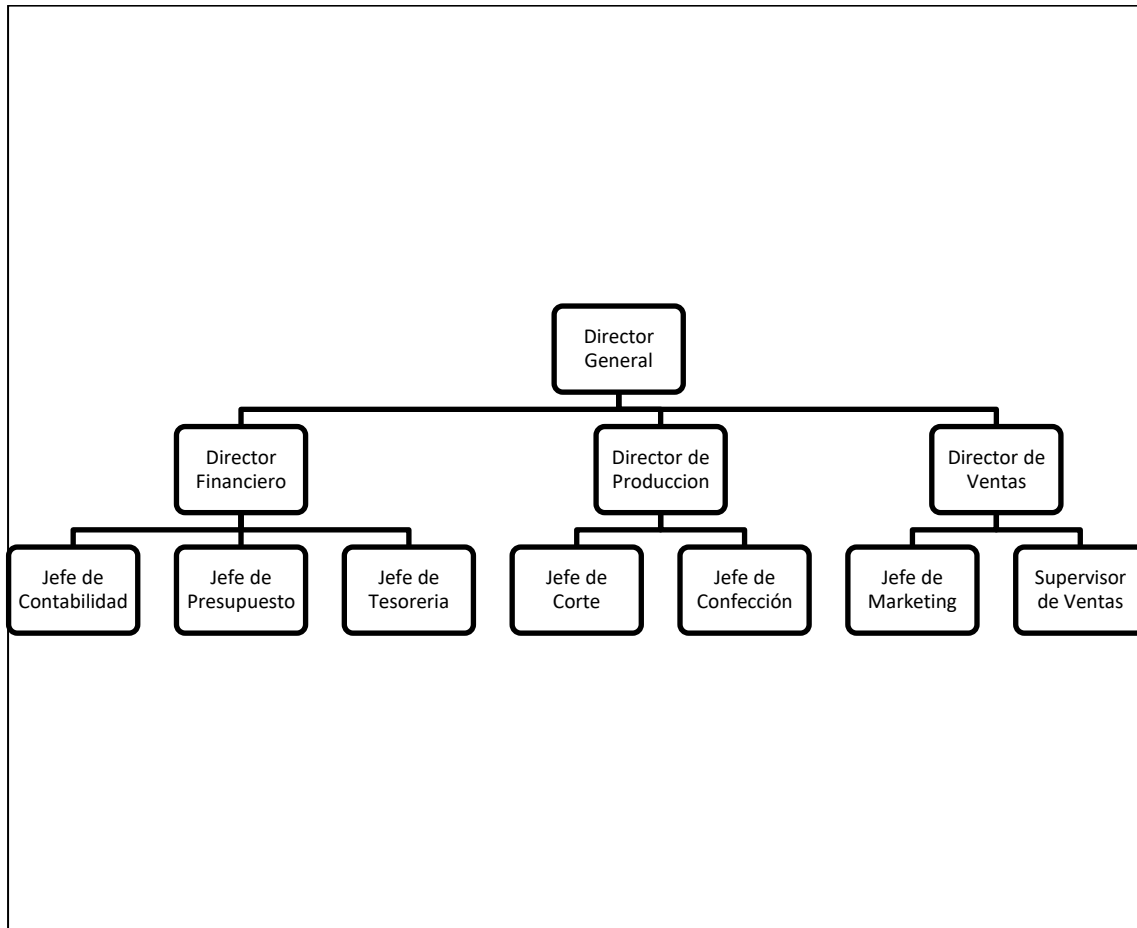 Director
General
Director
Financiero
Director de
Produccion
Director de
Ventas
Jefe de
Contabilidad
Jefe de
Presupuesto
Jefe de
Tesoreria
Jefe de
Corte
Jefe de
Confección
Jefe de
Marketing
Supervisor
de Ventas